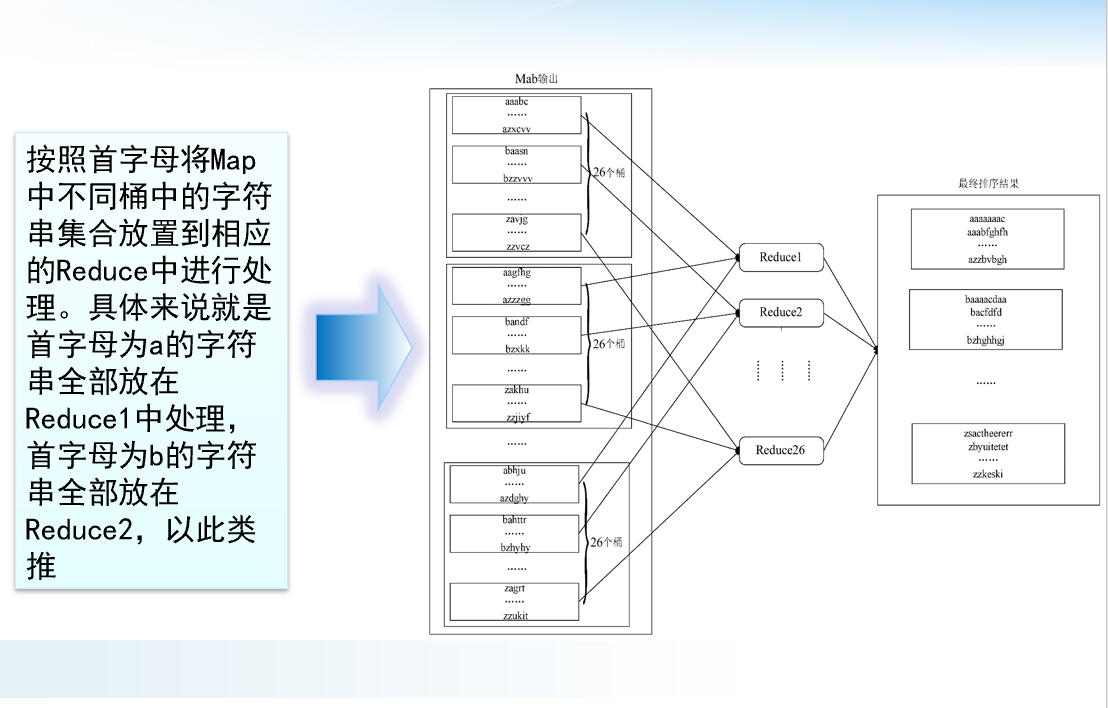 按照首字母将Map
中不同桶中的字符
串集合放置到相应
的Reduce中进行处
理。具体来说就是
首字母为a的字符
串全部放在
Reduce1中处理，
首字母为b的字符
串全部放在
Reduce2，以此类
推
Mab输出
aaabc
......
azxcvv
baasn
......
bzzvvv
......
zavjg
......
zzvcz
26个桶
aagfhg
......
azzzgg
bandf
......
bzxkk
......
zakhu
......
zzjiyf
26个桶
......
abhju
......
azdghy
bahttr
......
bzhyhy
......
zagrt
......
zzukit
26个桶
Reduce1
Reduce2
Reduce26
最终排序结果
aaaaaaac
aaabfghfh
......
azzbvbgh
baaaacdaa
bacfdfd
......
bzhghhgj
......
zsactheererr
zbyuitetet
......
zzkeski